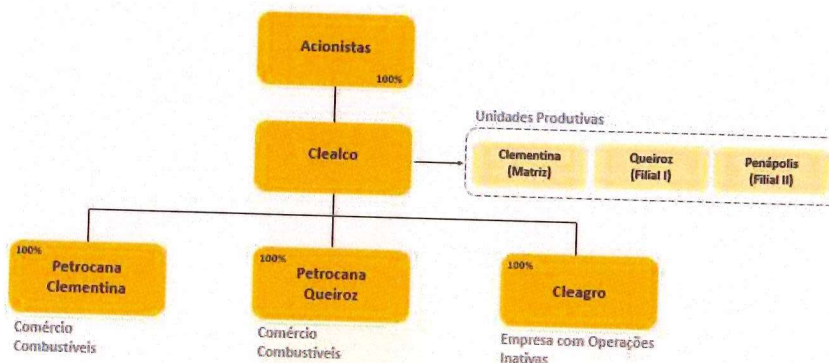 Acionistas
100%
Unidades Produtivas
Clealco
Clementina
(Matriz)
Queiroz
(Filial I)
Penápolis
(Filial II)
100%
Petrocana
Clementina
100%
Petrocana
Queiroz
100%
Cleagro
Comércio
Combustíveis
Comércio
Combustíveis
Empresa com Operações
Inativas